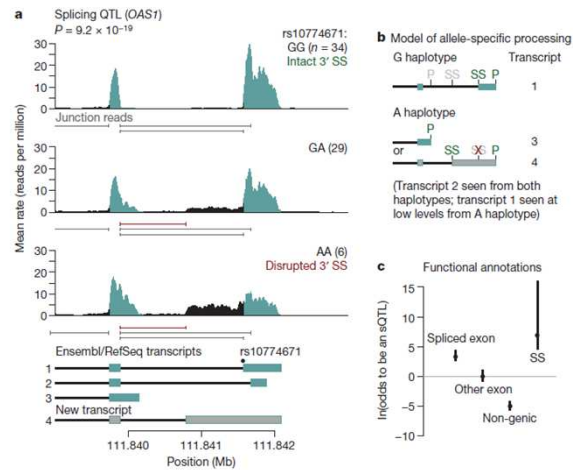 a
Splicing QTL (OAS1)
P = 9.2 × 10⁻¹⁹
rs10774671:
GG (n = 34)
Intact 3′ SS
30
20
10
0
Junction reads
GA (29)
30
20
10
0
AA (6)
Disrupted 3′ SS
30
20
10
0
Mean rate (reads per million)
Ensembl/RefSeq transcripts
rs10774671
1
2
3
New transcript
4
111.840
111.841
111.842
Position (Mb)
b
Model of allele-specific processing
G haplotype
Transcript
P SS SS P
1
A haplotype
P
3
or
SS SS X P
4
(Transcript 2 seen from both
haplotypes; transcript 1 seen at
low levels from A haplotype)
c
Functional annotations
15
10
5
0
−5
−10
ln(odds to be an sQTL)
Spliced exon
Other exon
Non-genic
SS